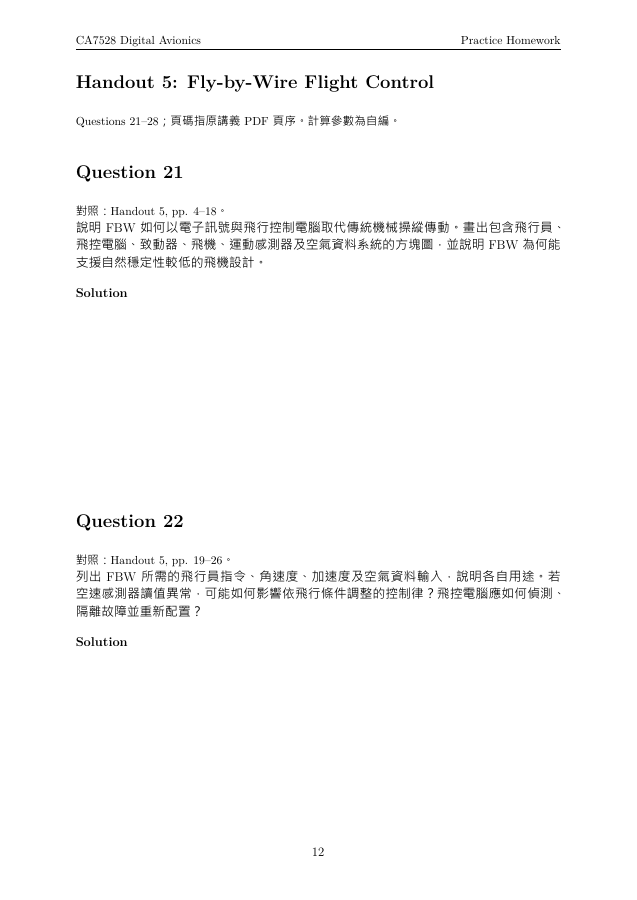 CA7528 Digital Avionics
Practice Homework
Handout 5: Fly-by-Wire Flight Control
Questions 21–28；頁碼指原講義 PDF 頁序。計算參數為自編。
Question 21
對照：Handout 5, pp. 4–18。
說明 FBW 如何以電子訊號與飛行控制電腦取代傳統機械操縱傳動。畫出包含飛行員、
飛控電腦、致動器、飛機、運動感測器及空氣資料系統的方塊圖，並說明 FBW 為何能
支援自然穩定性較低的飛機設計。
Solution
Question 22
對照：Handout 5, pp. 19–26。
列出 FBW 所需的飛行員指令、角速度、加速度及空氣資料輸入，說明各自用途。若
空速感測器讀值異常，可能如何影響依飛行條件調整的控制律？飛控電腦應如何偵測、
隔離故障並重新配置？
Solution
12